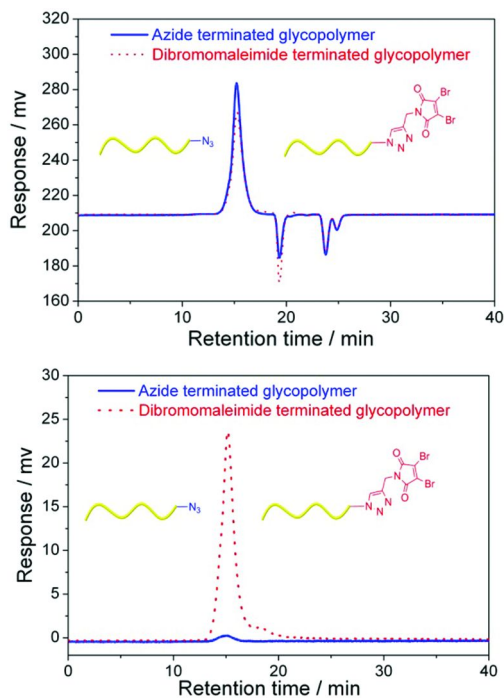 320
300
280
260
240
220
200
180
160
Response / mv
Azide terminated glycopolymer
Dibromomaleimide terminated glycopolymer
N₃
Br
O
N
Br
O
N
N
N
0 10 20 30 40
Retention time / min
30
25
20
15
10
5
0
Response / mv
Azide terminated glycopolymer
Dibromomaleimide terminated glycopolymer
N₃
O
Br
N
Br
O
N
N
N
0 10 20 30 40
Retention time / min